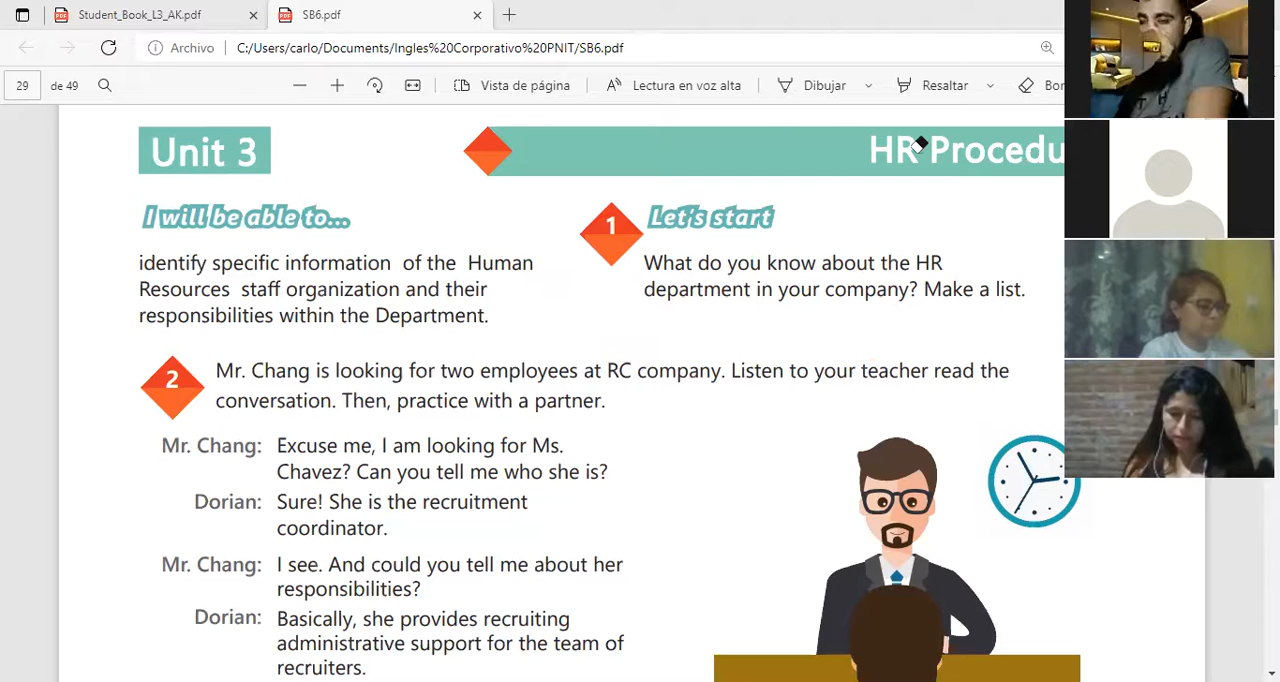 Student_Book_L3_AK.pdf
SB6.pdf
Archivo
C:/Users/carlo/Documents/Ingles%20Corporativo%20PNIT/SB6.pdf
29
de 49
Vista de página
Lectura en voz alta
Dibujar
Resaltar
Bor
Unit 3
HR Procedu
I will be able to...
identify specific information of the Human
Resources staff organization and their
responsibilities within the Department.
1
Let's start
What do you know about the HR
department in your company? Make a list.
2
Mr. Chang is looking for two employees at RC company. Listen to your teacher read the
conversation. Then, practice with a partner.
Mr. Chang: Excuse me, I am looking for Ms.
Chavez? Can you tell me who she is?
Dorian: Sure! She is the recruitment
coordinator.
Mr. Chang: I see. And could you tell me about her
responsibilities?
Dorian: Basically, she provides recruiting
administrative support for the team of
recruiters.